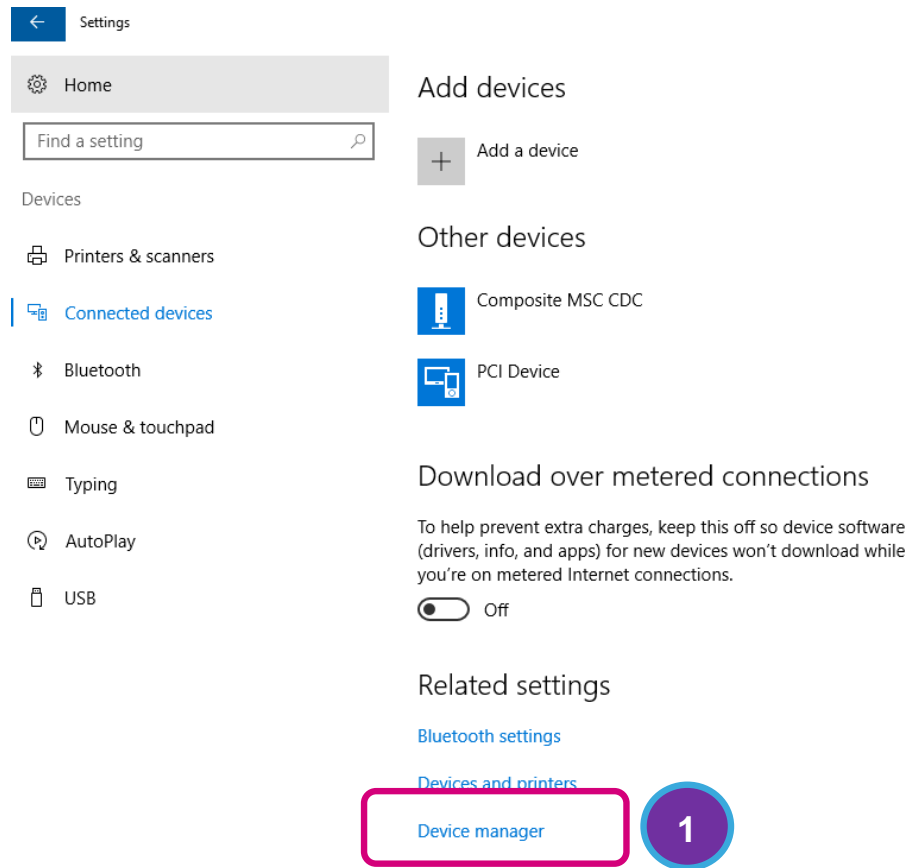 Settings
Home
Find a setting
Devices
Printers & scanners
Connected devices
Bluetooth
Mouse & touchpad
Typing
AutoPlay
USB
Add devices
Add a device
Other devices
Composite MSC CDC
PCI Device
Download over metered connections
To help prevent extra charges, keep this off so device software
(drivers, info, and apps) for new devices won’t download while
you’re on metered Internet connections.
Off
Related settings
Bluetooth settings
Devices and printers
Device manager
1